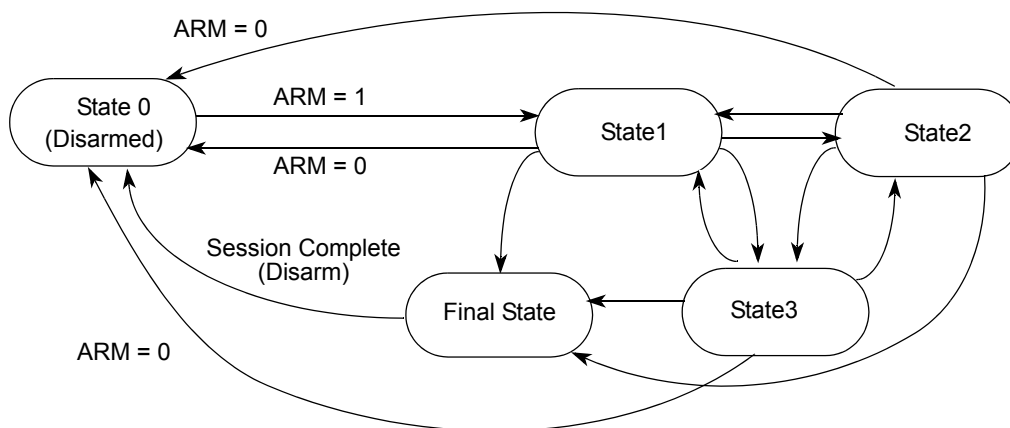 ARM = 0
State 0
(Disarmed)
ARM = 1
ARM = 0
State1
State2
Session Complete
(Disarm)
Final State
State3
ARM = 0